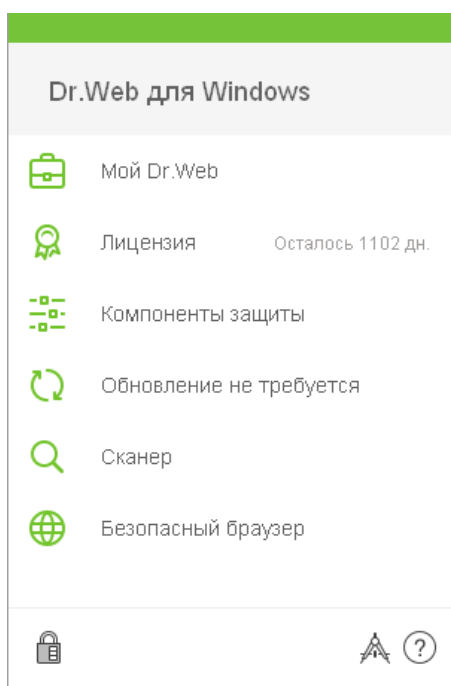 Dr.Web для Windows
Мой Dr.Web
Лицензия Осталось 1102 дн.
Компоненты защиты
Обновление не требуется
Сканер
Безопасный браузер
?